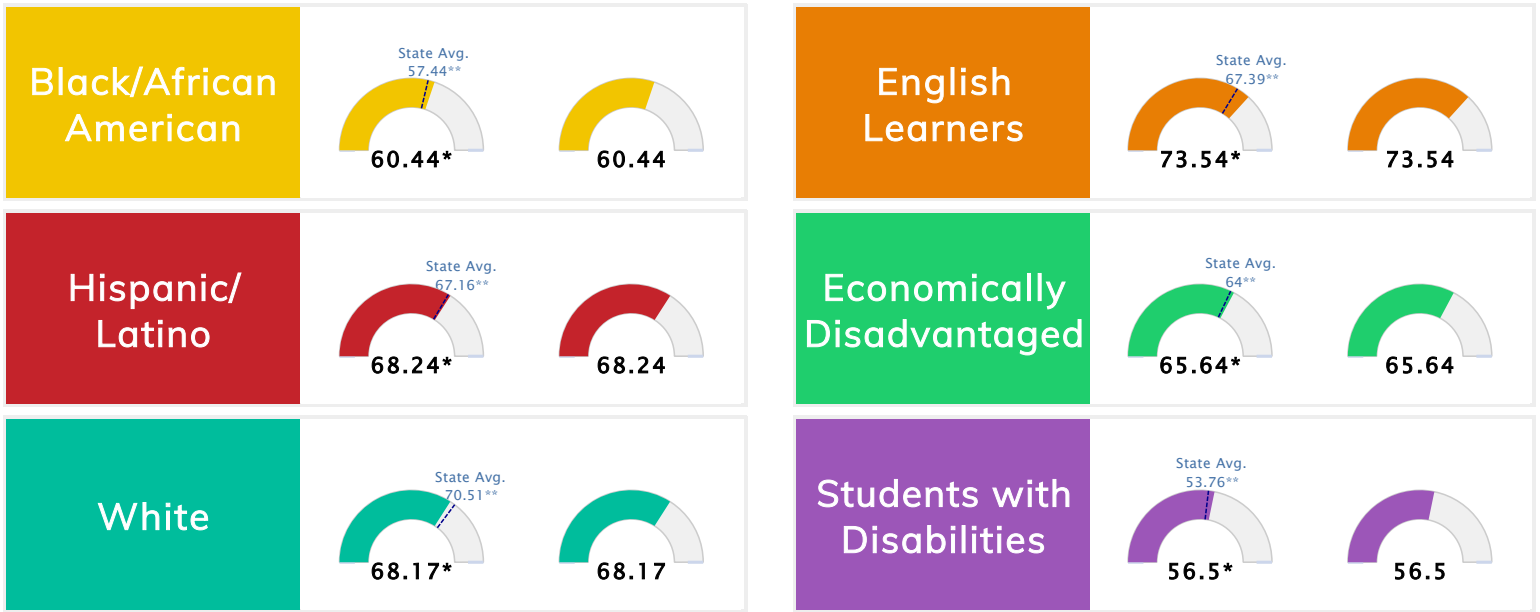 Black/African
American
State Avg.
57.44**
60.44*
60.44
English
Learners
State Avg.
67.39**
73.54*
73.54
Hispanic/
Latino
State Avg.
67.16**
68.24*
68.24
Economically
Disadvantaged
State Avg.
64**
65.64*
65.64
White
State Avg.
70.51**
68.17*
68.17
Students with
Disabilities
State Avg.
53.76**
56.5*
56.5